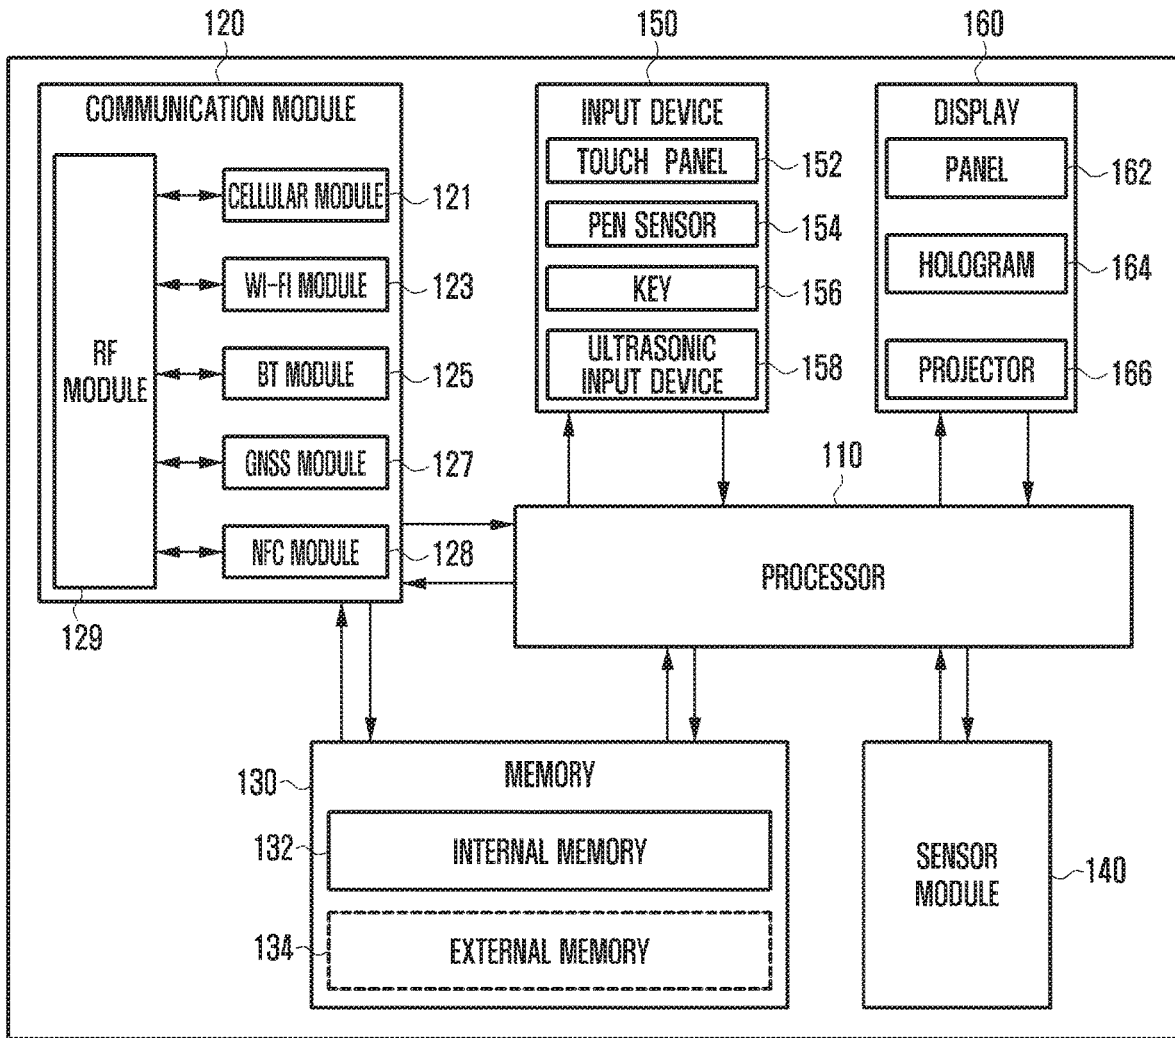 120
150
160
COMMUNICATION MODULE
RF
MODULE
129
CELLULAR MODULE
121
WI-FI MODULE
123
BT MODULE
125
GNSS MODULE
127
NFC MODULE
128
INPUT DEVICE
TOUCH PANEL
152
PEN SENSOR
154
KEY
156
ULTRASONIC
INPUT DEVICE
158
DISPLAY
PANEL
162
HOLOGRAM
164
PROJECTOR
166
110
PROCESSOR
130
MEMORY
132
INTERNAL MEMORY
134
EXTERNAL MEMORY
SENSOR
MODULE
140